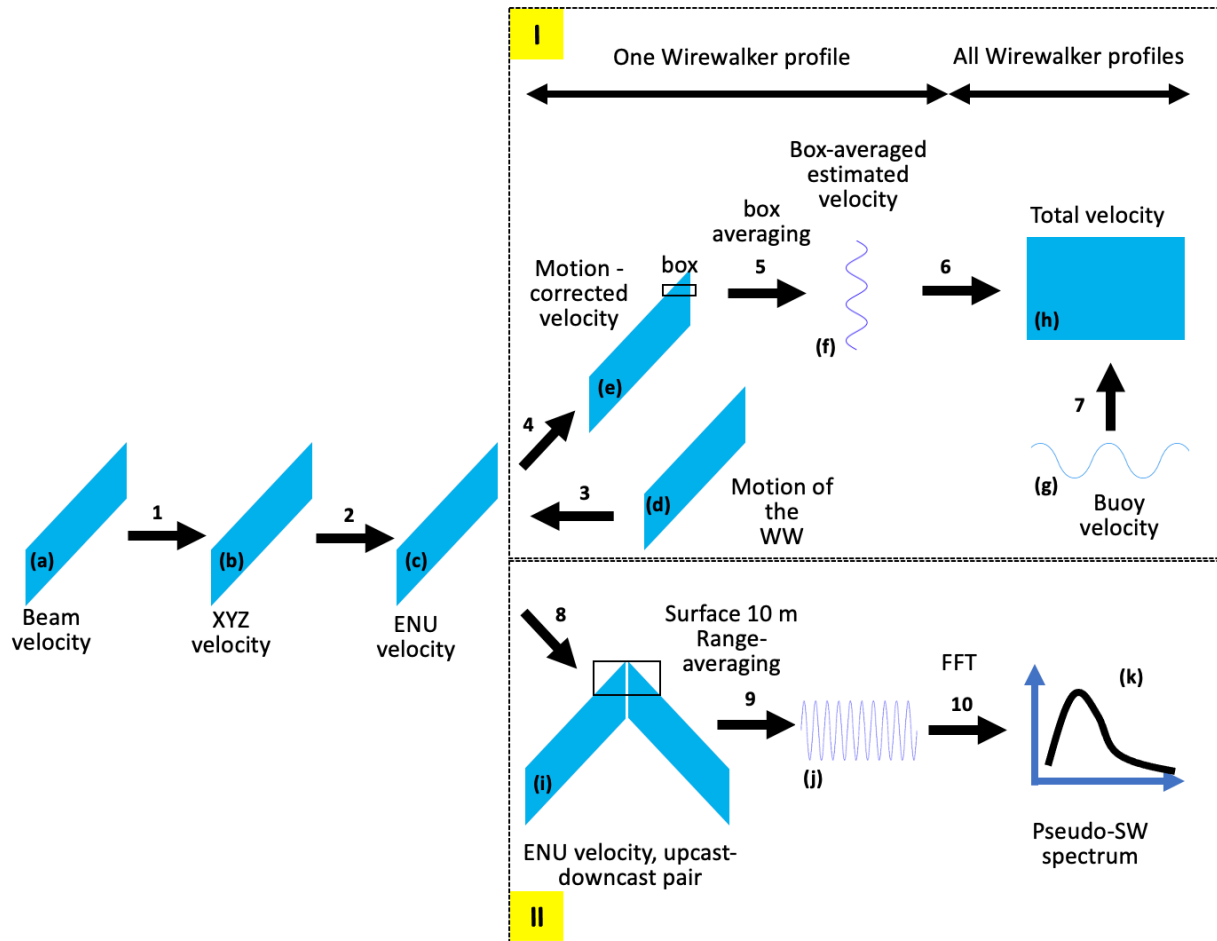 I
One Wirewalker profile
All Wirewalker profiles
Box-averaged
estimated
velocity
box
averaging
5
6
Total velocity
(h)
Motion -
corrected
velocity
box
(e)
(f)
7
(g)
Buoy
velocity
4
3
(d)
Motion of
the
WW
(a)
Beam
velocity
1
(b)
XYZ
velocity
2
(c)
ENU
velocity
8
Surface 10 m
Range-
averaging
9
FFT
10
(k)
(i)
(j)
ENU velocity, upcast-
downcast pair
Pseudo-SW
spectrum
II